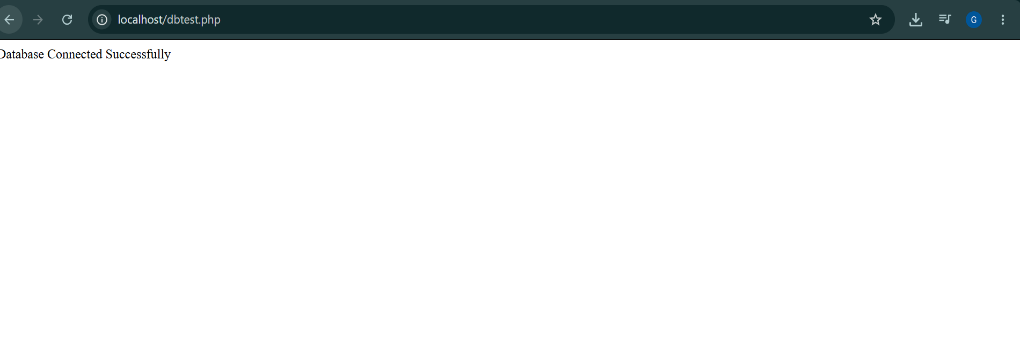 localhost/dbtest.php
G
Database Connected Successfully